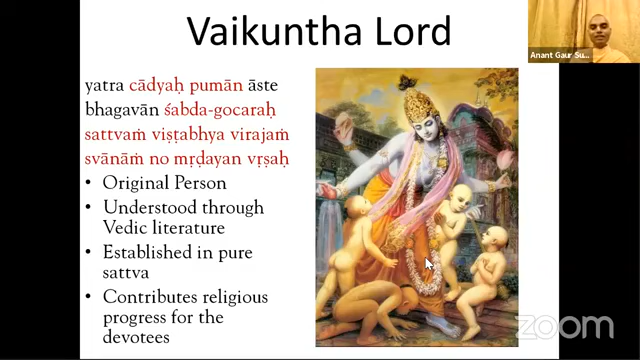 Vaikuntha Lord
yatra cādyaḥ pumān āste
bhagavān śabda-gocaraḥ
sattvaṁ viṣṭabhya virajaṁ
svānāṁ no mṛḍayan vṛṣaḥ
• Original Person
• Understood through
Vedic literature
• Established in pure
sattva
• Contributes religious
progress for the
devotees
Anant Gaur Su...
zoom